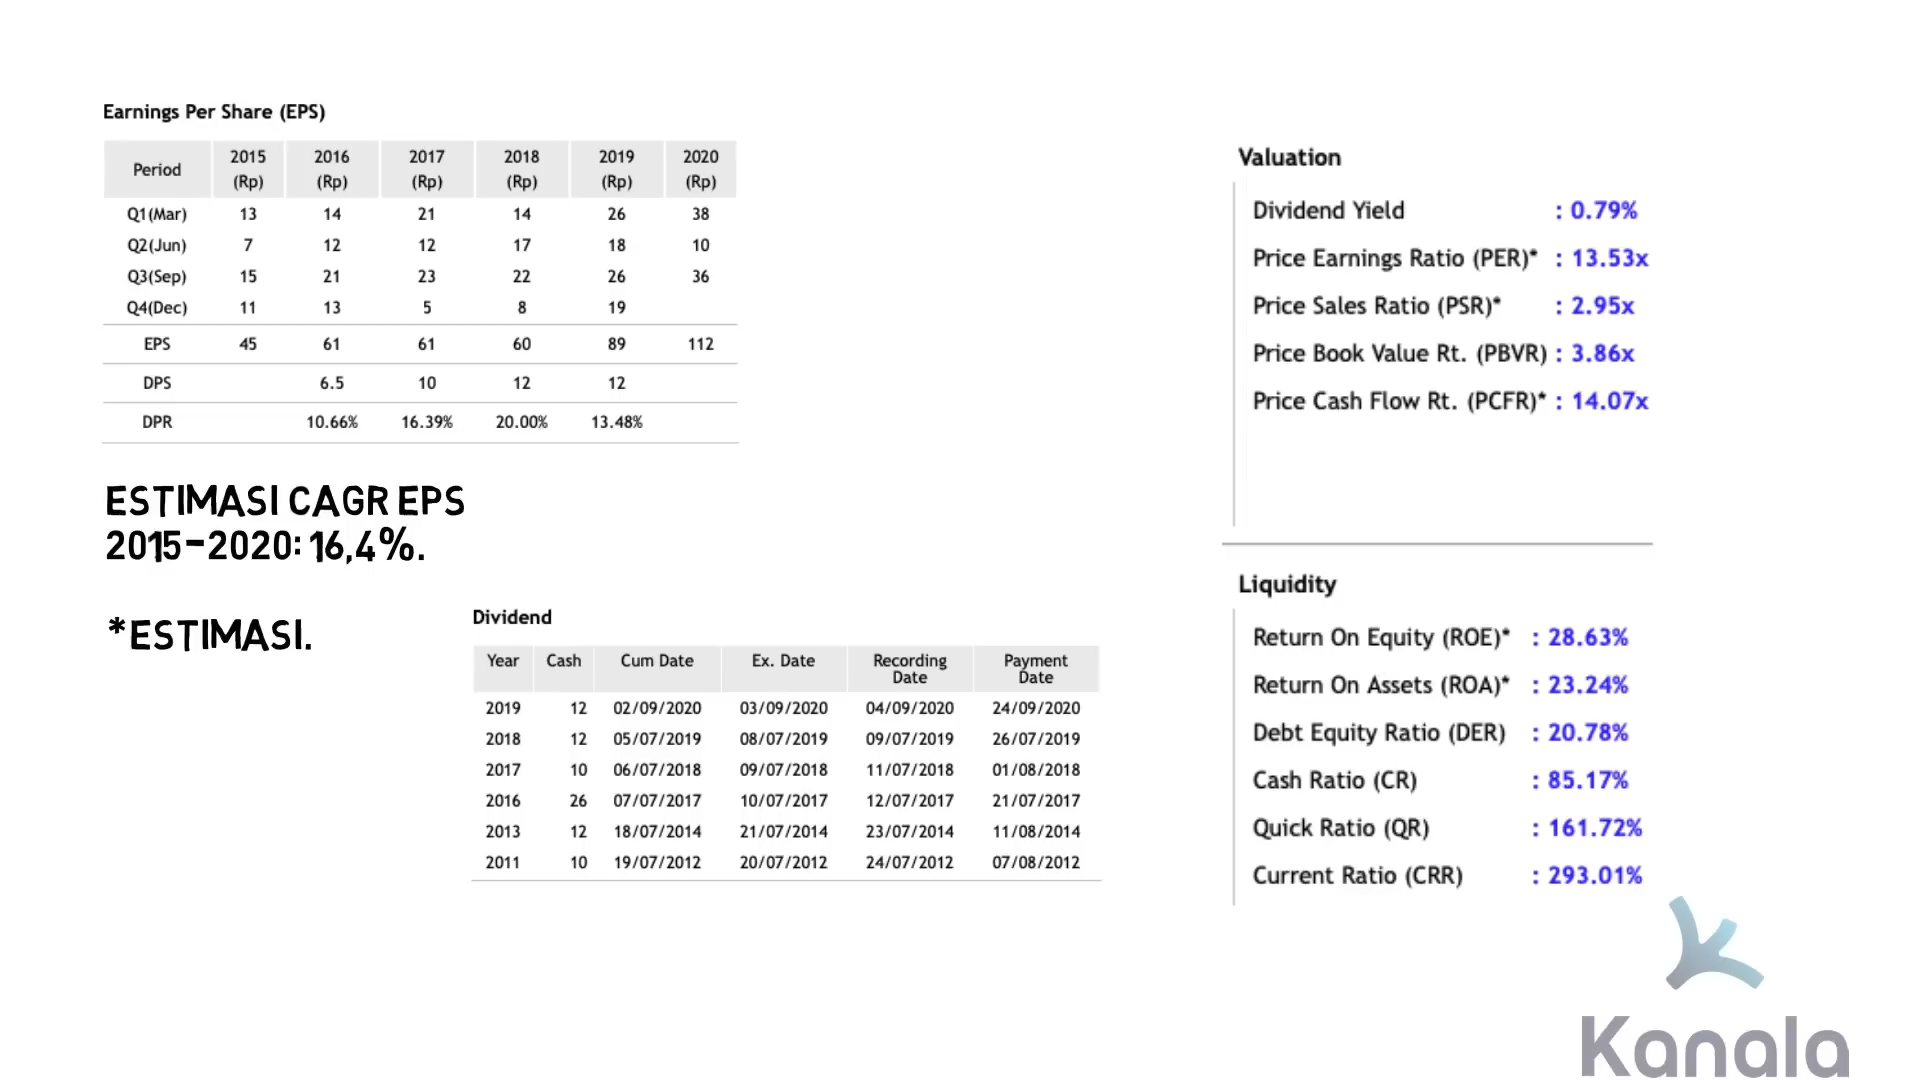 Earnings Per Share (EPS)
Period 2015 (Rp) 2016 (Rp) 2017 (Rp) 2018 (Rp) 2019 (Rp) 2020 (Rp)
Q1(Mar) 13 14 21 14 26 38
Q2(Jun) 7 12 12 17 18 10
Q3(Sep) 15 21 23 22 26 36
Q4(Dec) 11 13 5 8 19
EPS 45 61 61 60 89 112
DPS 6.5 10 12 12
DPR 10.66% 16.39% 20.00% 13.48%
ESTIMASI CAGR EPS
2015-2020: 16,4%.
*ESTIMASI.
Dividend
Year Cash Cum Date Ex. Date Recording Date Payment Date
2019 12 02/09/2020 03/09/2020 04/09/2020 24/09/2020
2018 12 05/07/2019 08/07/2019 09/07/2019 26/07/2019
2017 10 06/07/2018 09/07/2018 11/07/2018 01/08/2018
2016 26 07/07/2017 10/07/2017 12/07/2017 21/07/2017
2013 12 18/07/2014 21/07/2014 23/07/2014 11/08/2014
2011 10 19/07/2012 20/07/2012 24/07/2012 07/08/2012
Valuation
Dividend Yield : 0.79%
Price Earnings Ratio (PER)* : 13.53x
Price Sales Ratio (PSR)* : 2.95x
Price Book Value Rt. (PBVR) : 3.86x
Price Cash Flow Rt. (PCFR)* : 14.07x
Liquidity
Return On Equity (ROE)* : 28.63%
Return On Assets (ROA)* : 23.24%
Debt Equity Ratio (DER) : 20.78%
Cash Ratio (CR) : 85.17%
Quick Ratio (QR) : 161.72%
Current Ratio (CRR) : 293.01%
Kanala